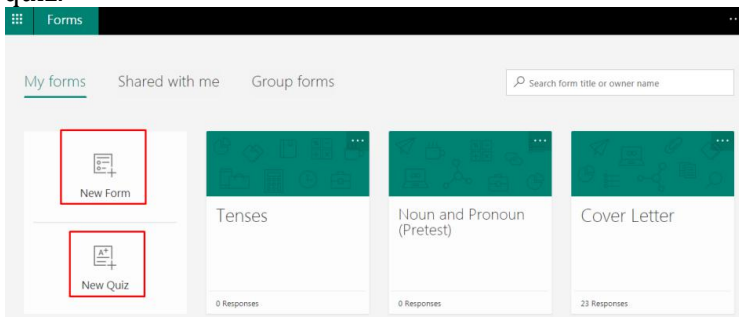 quiz.
Forms
My forms Shared with me Group forms
Search form title or owner name
New Form
New Quiz
Tenses
0 Responses
Noun and Pronoun
(Pretest)
0 Responses
Cover Letter
23 Responses